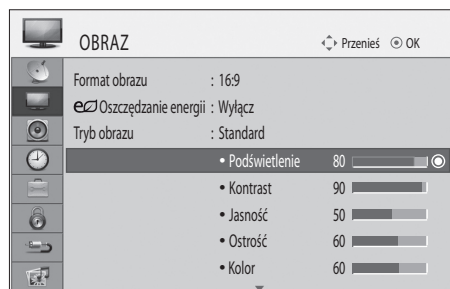 OBRAZ Przenieś OK
Format obrazu : 16:9
Oszczędzanie energii : Wyłącz
Tryb obrazu : Standard
• Podświetlenie 80
• Kontrast 90
• Jasność 50
• Ostrość 60
• Kolor 60